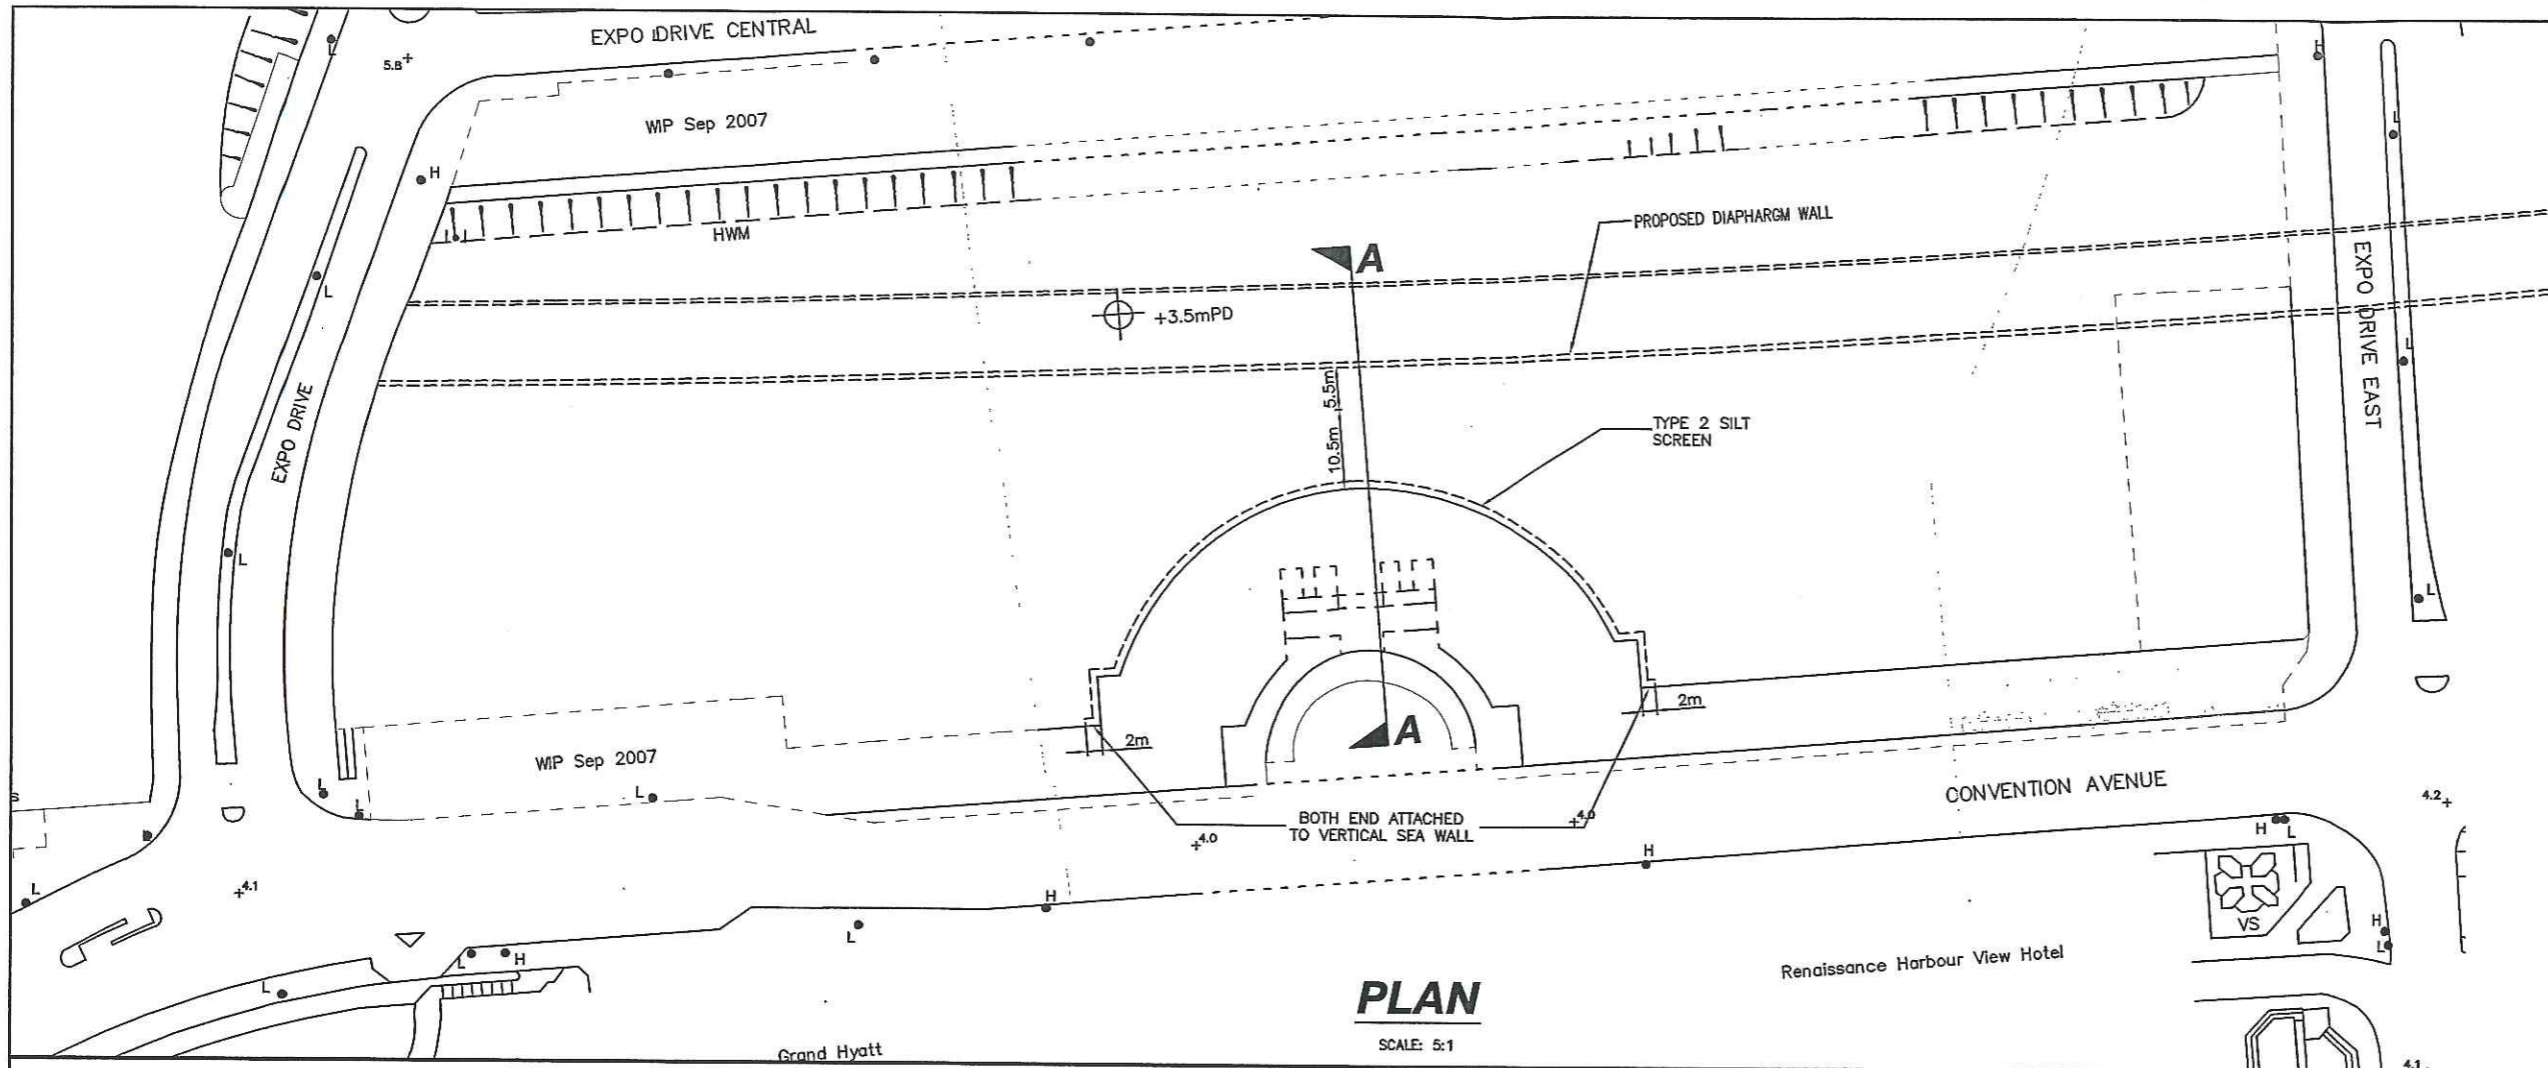 EXPO DRIVE CENTRAL
L
5.8+
H
WIP Sep 2007
L
H
PROPOSED DIAPHARGM WALL
HWM
A
L
+3.5mPD
EXPO DRIVE EAST
L
5.5m
EXPO DRIVE
10.5m
TYPE 2 SILT
SCREEN
L
L
2m
A
2m
WIP Sep 2007
L
L
L
CONVENTION AVENUE
4.2+
BOTH END ATTACHED
TO VERTICAL SEA WALL
+4.0
+4.0
H
L
H
L
+4.1
H
L
H
VS
L
L
H
Renaissance Harbour View Hotel
L
PLAN
SCALE: 5:1
Grand Hyatt
4.1